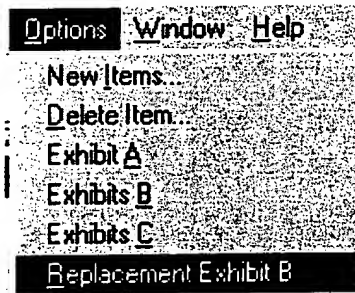 Options Window Help
New Items...
Delete Item...
Exhibit A
Exhibits B
Exhibits C
Replacement Exhibit B